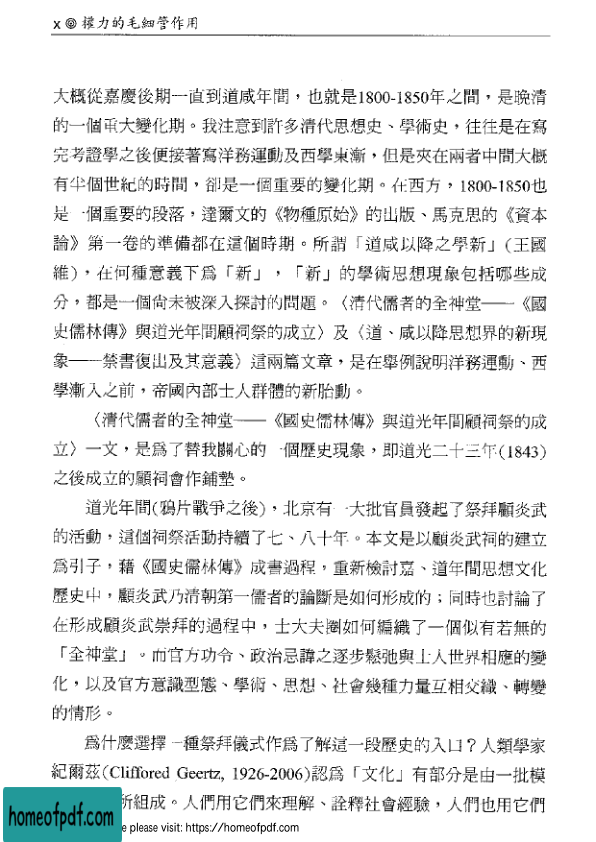 x ◎ 權力的毛細管作用
大概從嘉慶後期一直到道咸年間，也就是1800-1850年之間，是晚清
的一個重大變化期。我注意到許多清代思想史、學術史，往往是在寫
完考證學之後便接著寫洋務運動及西學東漸，但是夾在兩者中間大概
有半個世紀的時間，卻是一個重要的變化期。在西方，1800-1850也
是一個重要的段落，達爾文的《物種原始》的出版、馬克思的《資本
論》第一卷的準備都在這個時期。所謂「道咸以降之學新」(王國
維)，在何種意義下爲「新」，「新」的學術思想現象包括哪些成
分，都是一個尚未被深入探討的問題。〈清代儒者的全神堂──《國
史儒林傳》與道光年間顧祠祭的成立〉及〈道、咸以降思想界的新現
象──禁書復出及其意義〉這兩篇文章，是在舉例說明洋務運動、西
學漸入之前，帝國內部士人群體的新胎動。
〈清代儒者的全神堂──《國史儒林傳》與道光年間顧祠祭的成
立〉一文，是爲了替我關心的一個歷史現象，即道光二十三年(1843)
之後成立的顧祠會作鋪墊。
道光年間(鴉片戰爭之後)，北京有一大批官員發起了祭拜顧炎武
的活動，這個祠祭活動持續了七、八十年。本文是以顧炎武祠的建立
爲引子，藉《國史儒林傳》成書過程，重新檢討嘉、道年間思想文化
歷史中，顧炎武乃清朝第一儒者的論斷是如何形成的；同時也討論了
在形成顧炎武崇拜的過程中，士大夫圈如何編織了一個似有若無的
「全神堂」。而官方功令、政治忌諱之逐步鬆弛與士人世界相應的變
化，以及官方意識型態、學術、思想、社會幾種力量互相交織、轉變
的情形。
爲什麼選擇一種祭拜儀式作爲了解這一段歷史的入口？人類學家
紀爾茲(Cliffored Geertz, 1926-2006)認爲「文化」有部分是由一批模
所組成。人們用它們來理解、詮釋社會經驗，人們也用它們
homeofpdf.com
e please visit: https://homeofpdf.com